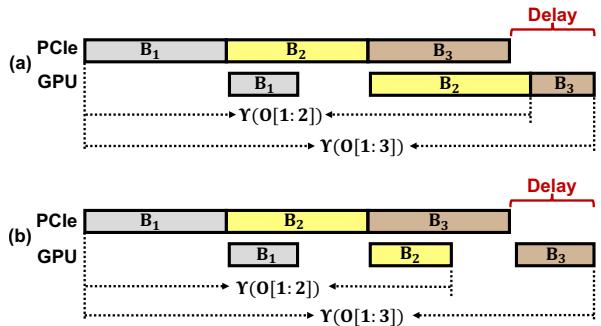 Delay
PCIe B₁ B₂ B₃
(a)
GPU B₁ B₂ B₃
ϒ(O[1:2])
ϒ(O[1:3])
Delay
PCIe B₁ B₂ B₃
(b)
GPU B₁ B₂ B₃
ϒ(O[1:2])
ϒ(O[1:3])